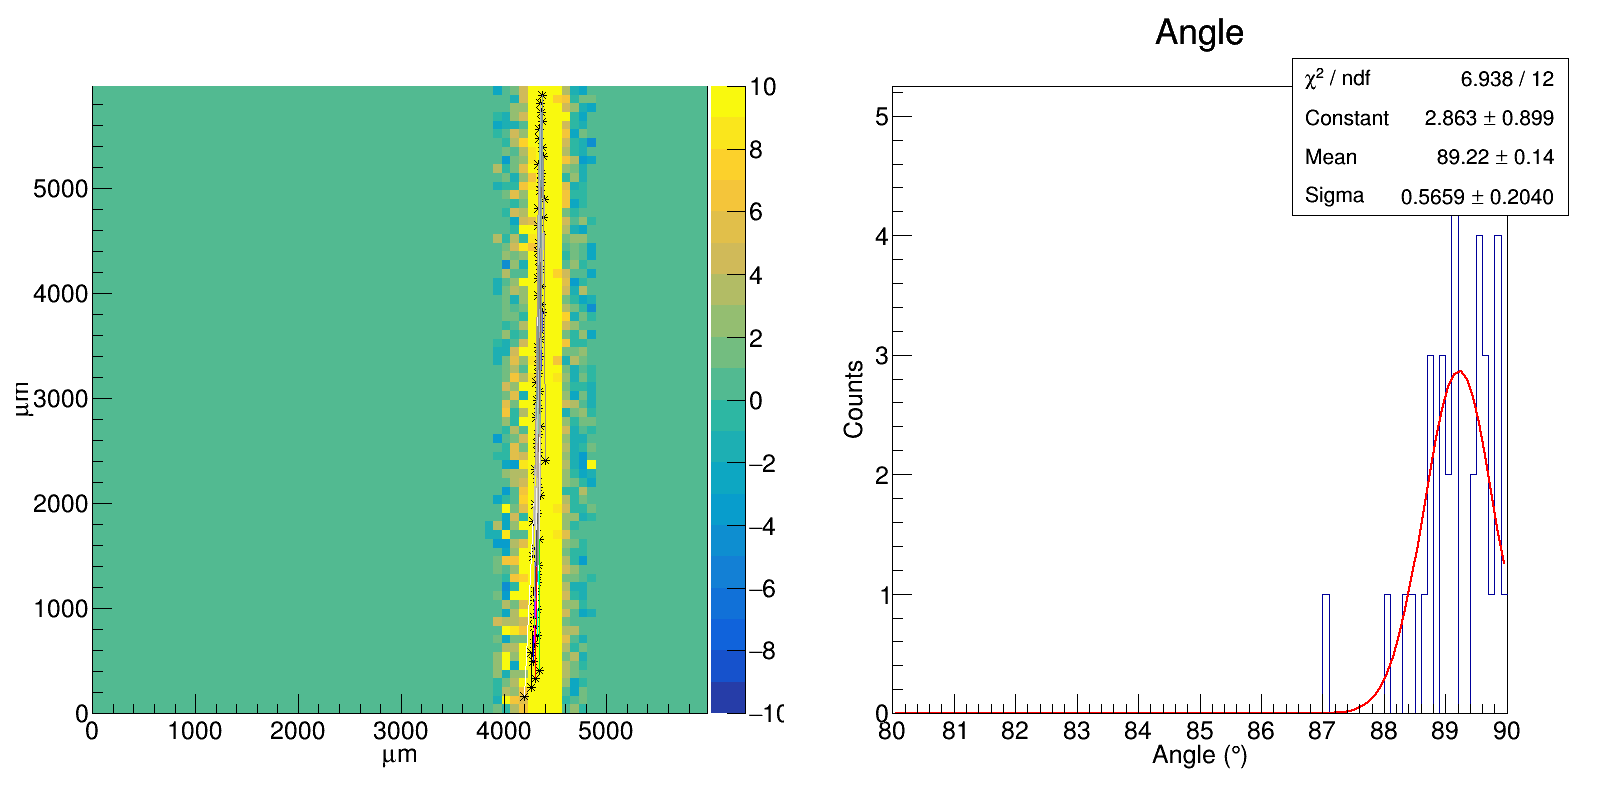 Angle
χ² / ndf 6.938 / 12
Constant 2.863 ± 0.899
Mean 89.22 ± 0.14
Sigma 0.5659 ± 0.2040
µm
5000
4000
3000
2000
1000
0
0 1000 2000 3000 4000 5000
µm
10
8
6
4
2
0
−2
−4
−6
−8
−10
Counts
5
4
3
2
1
0
80 81 82 83 84 85 86 87 88 89 90
Angle (°)